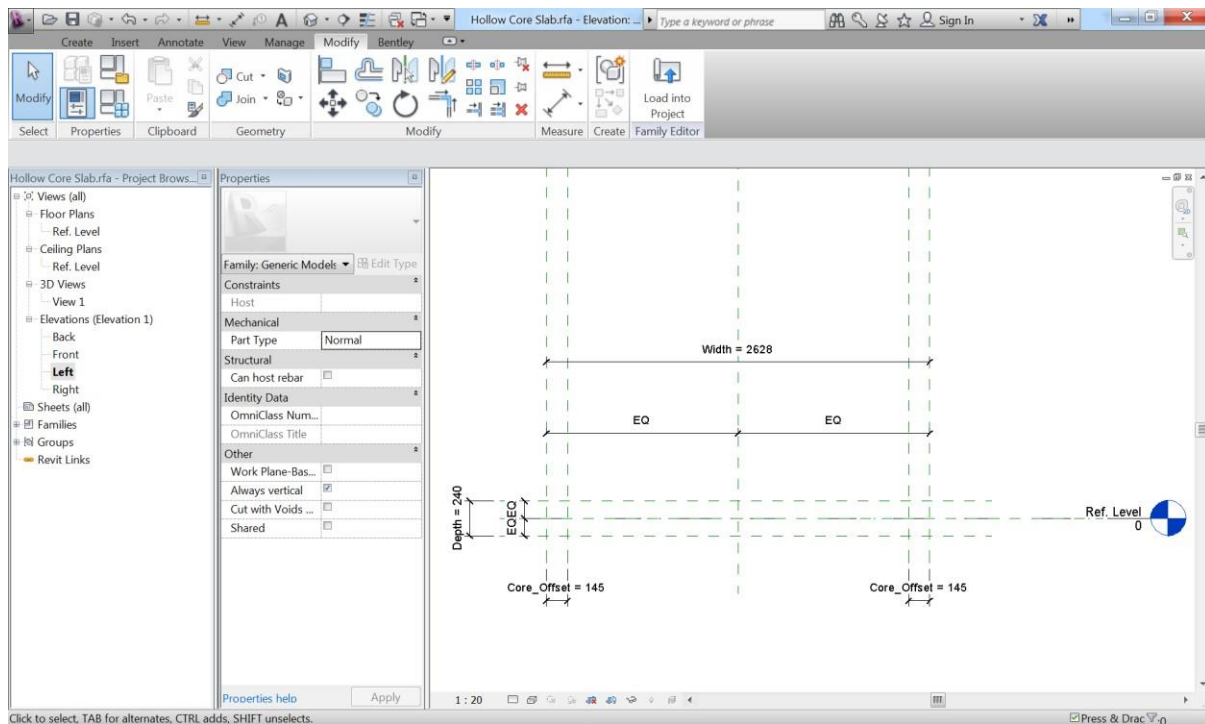 Hollow Core Slab.rfa - Elevation: ...
Type a keyword or phrase
Sign In
Create Insert Annotate View Manage Modify Bentley
Modify
Paste
Cut
Join
Load into
Project
Select Properties Clipboard Geometry Modify Measure Create Family Editor
Hollow Core Slab.rfa - Project Brows...
Views (all)
Floor Plans
Ref. Level
Ceiling Plans
Ref. Level
3D Views
View 1
Elevations (Elevation 1)
Back
Front
Left
Right
Sheets (all)
Families
Groups
Revit Links
Properties
Family: Generic Models
Edit Type
Constraints
Host
Mechanical
Part Type Normal
Structural
Can host rebar
Identity Data
OmniClass Num...
OmniClass Title
Other
Work Plane-Bas...
Always vertical
Cut with Voids ...
Shared
Properties help
Apply
Width = 2628
EQ EQ
Depth = 240
EQEQ
Ref. Level
0
Core_Offset = 145 Core_Offset = 145
1 : 20
Click to select, TAB for alternates, CTRL adds, SHIFT unselects.
Press & Drac
:0